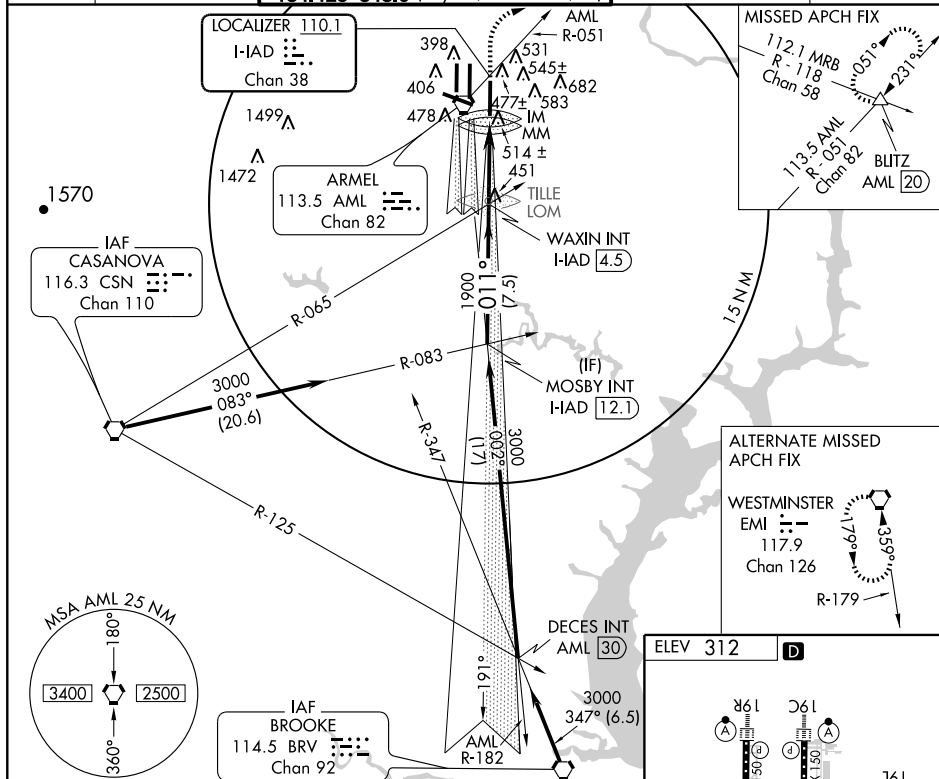 LOCALIZER 110.1
I-IAD
Chan 38
AML
R-051
398
531
545±
406
682
477±
583
478
IM
MM
1499
514 ±
1472
451
ARMEL
113.5 AML
Chan 82
TILLE
LOM
1570
WAXIN INT
I-IAD 4.5
MISSED APCH FIX
112.1 MRB
R-118
Chan 58
051°
231°
113.5 AML
R-051
Chan 82
BLITZ
AML 20
IAF
CASANOVA
116.3 CSN
Chan 110
R-065
1900
011°
(7.5)
15 NM
R-083
3000
083°
(20.6)
(IF)
MOSBY INT
I-IAD 12.1
R-347
3000
002°
(17)
R-125
ALTERNATE MISSED
APCH FIX
WESTMINSTER
EMI
117.9
Chan 126
179°
359°
R-179
MSA AML 25 NM
180°
3400
2500
360°
DECES INT
AML 30
191°
AML
R-182
3000
347° (6.5)
IAF
BROOKE
114.5 BRV
Chan 92
ELEV 312
D
19R
19C
A
A
P
P
19L